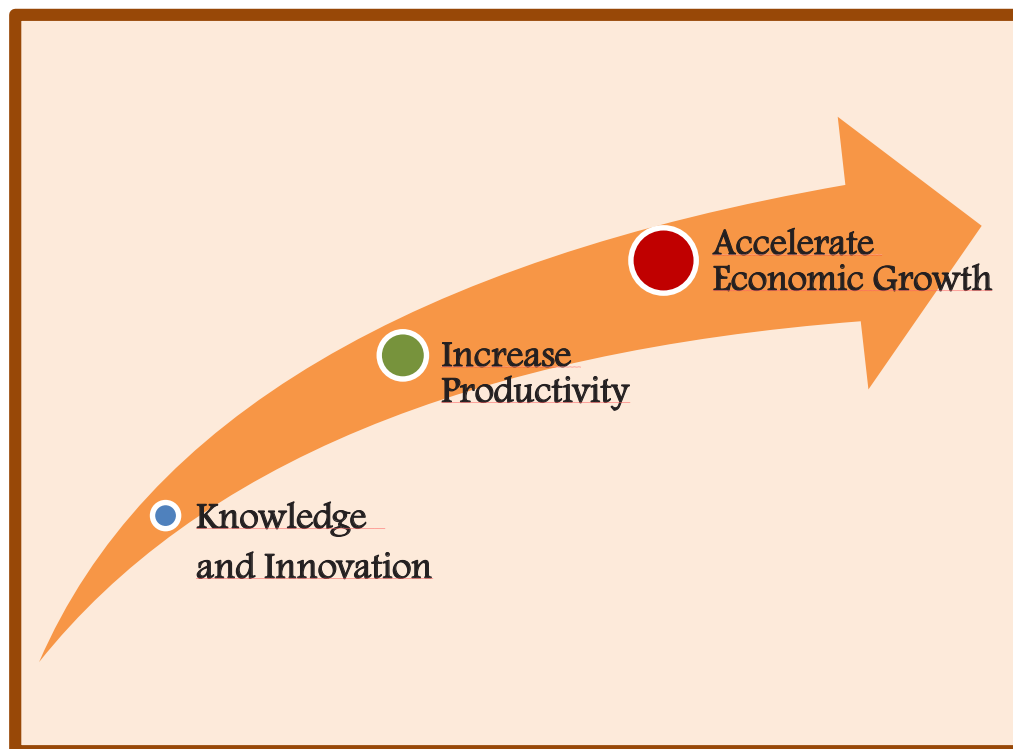 Accelerate
Economic Growth
Increase
Productivity
Knowledge
and Innovation